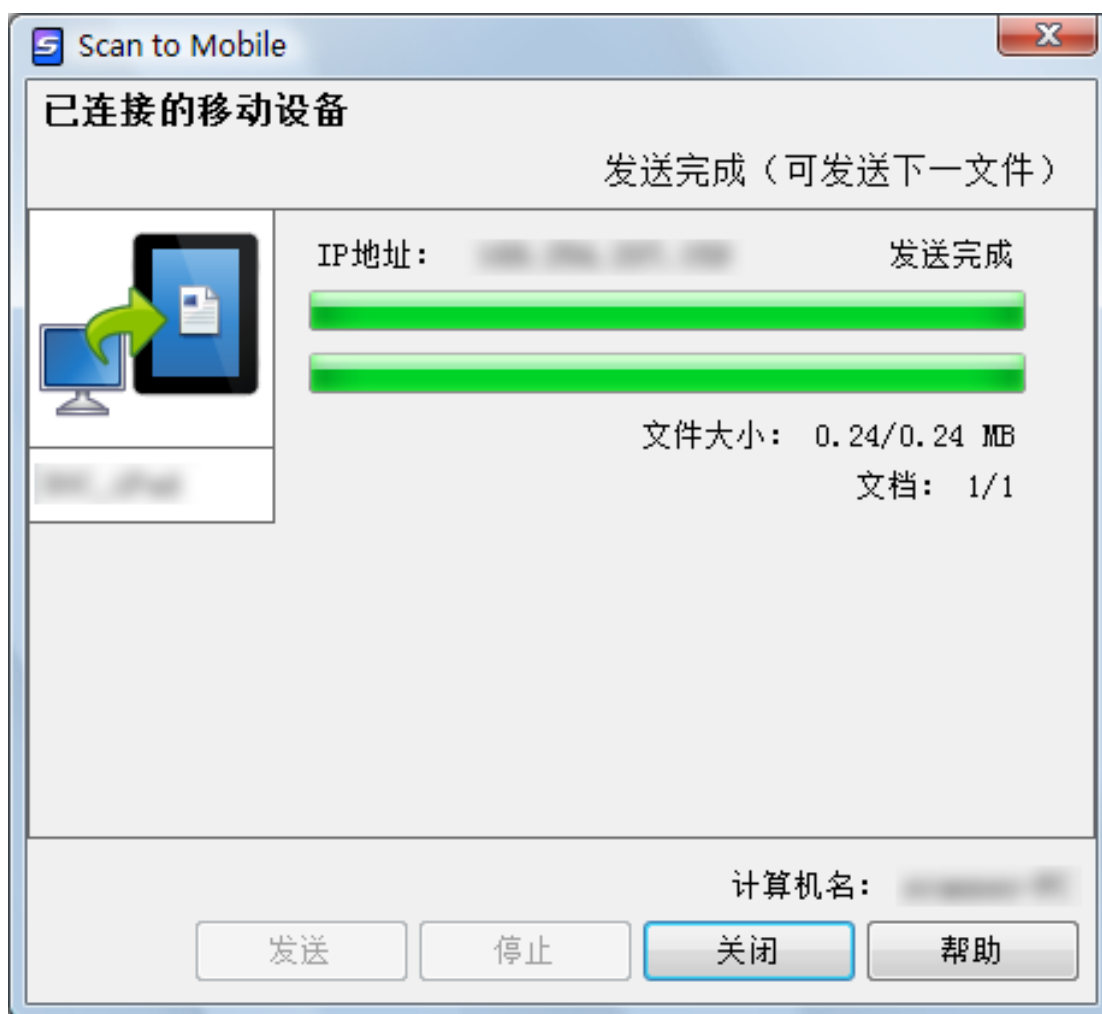 Scan to Mobile
已连接的移动设备
发送完成（可发送下一文件）
IP地址： 发送完成
文件大小： 0.24/0.24 MB
文档： 1/1
计算机名：
发送 停止 关闭 帮助